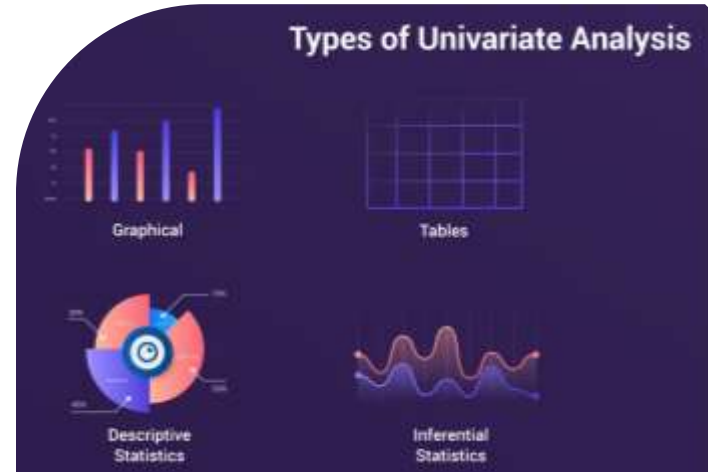 Types of Univariate Analysis
Graphical
Tables
Descriptive
Statistics
Inferential
Statistics